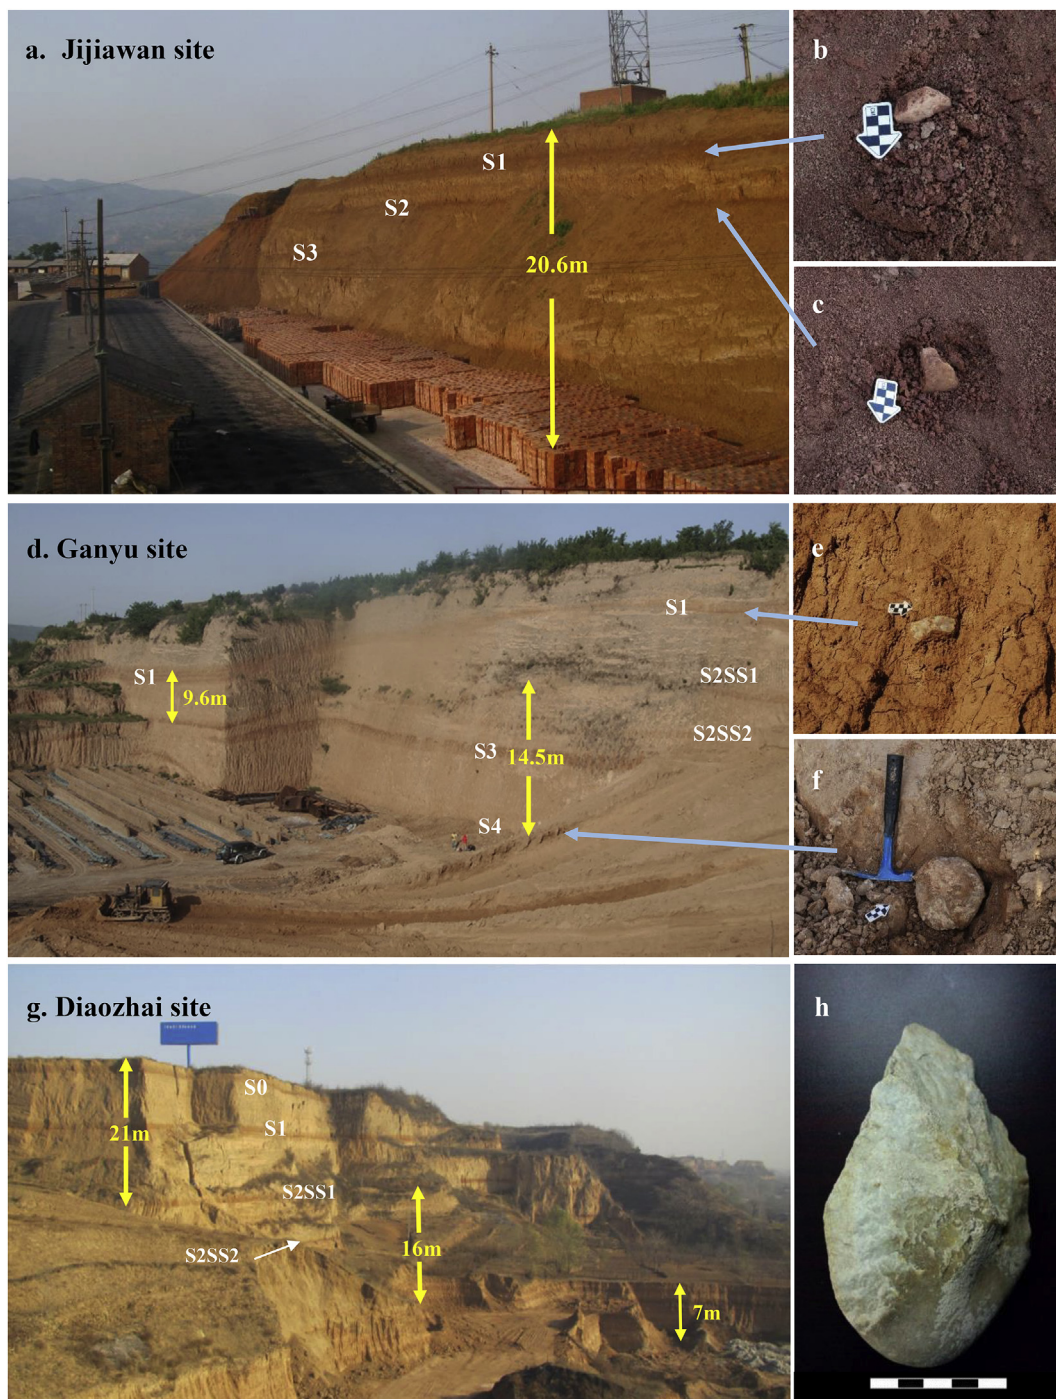 a. Jijiawan site
S1
S2
S3
20.6m
b
c
d. Ganyu site
S1
S1
9.6m
S2SS1
S2SS2
S3
14.5m
S4
e
f
g. Diaozhai site
S0
S1
21m
S2SS1
S2SS2
16m
7m
h